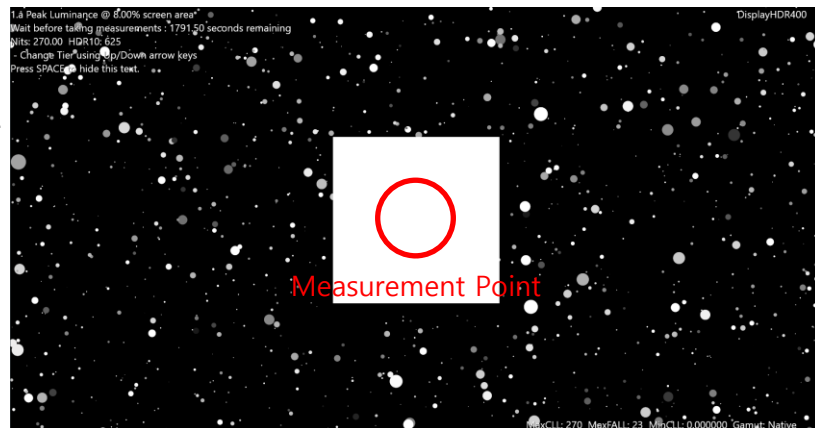 1.a Peak Luminance @ 8.00% screen area*
DisplayHDR400
Wait before taking measurements : 1791.50 seconds remaining
Nits: 270.00  HDR10: 625
- Change Tier using Up/Down arrow keys
Press SPACE to hide this text.
Measurement Point
MaxCLL: 270  MaxFALL: 23  MinCLL: 0.000000  Gamut: Native